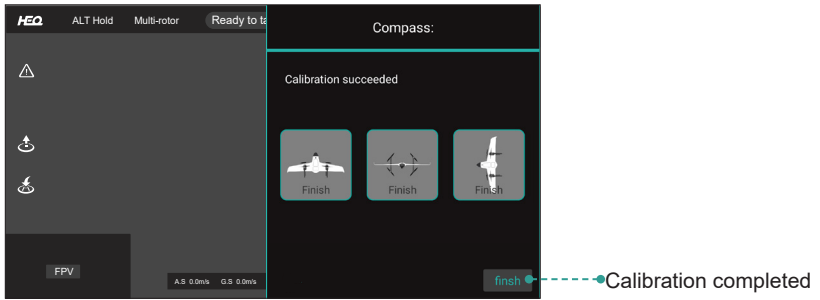 HEQ ALT Hold Multi-rotor Ready to ta
Compass:
Calibration succeeded
Finish Finish Finish
FPV
A.S 0.0m/s G.S 0.0m/s
finsh
Calibration completed